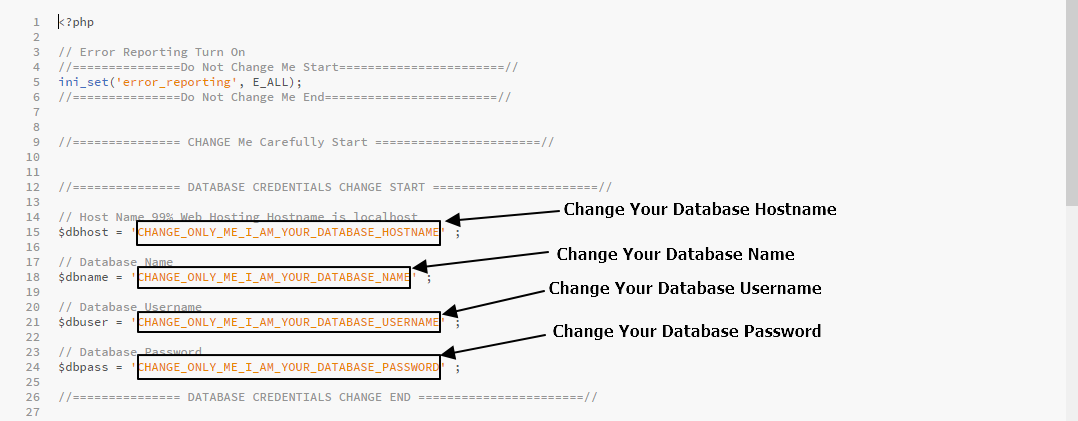 1 <?php
2
3 // Error Reporting Turn On
4 //===============Do Not Change Me Start=======================//
5 ini_set('error_reporting', E_ALL);
6 //===============Do Not Change Me End========================//
7
8
9 //=============== CHANGE Me Carefully Start =======================//
10
11
12 //=============== DATABASE CREDENTIALS CHANGE START =======================//
13
14 // Host Name 99% Web Hosting Hostname is localhost
Change Your Database Hostname
15 $dbhost = 'CHANGE_ONLY_ME_I_AM_YOUR_DATABASE_HOSTNAME' ;
16
17 // Database Name
Change Your Database Name
18 $dbname = 'CHANGE_ONLY_ME_I_AM_YOUR_DATABASE_NAME' ;
19
Change Your Database Username
20 // Database Username
21 $dbuser = 'CHANGE_ONLY_ME_I_AM_YOUR_DATABASE_USERNAME' ;
22
Change Your Database Password
23 // Database Password
24 $dbpass = 'CHANGE_ONLY_ME_I_AM_YOUR_DATABASE_PASSWORD' ;
25
26 //=============== DATABASE CREDENTIALS CHANGE END =======================//
27